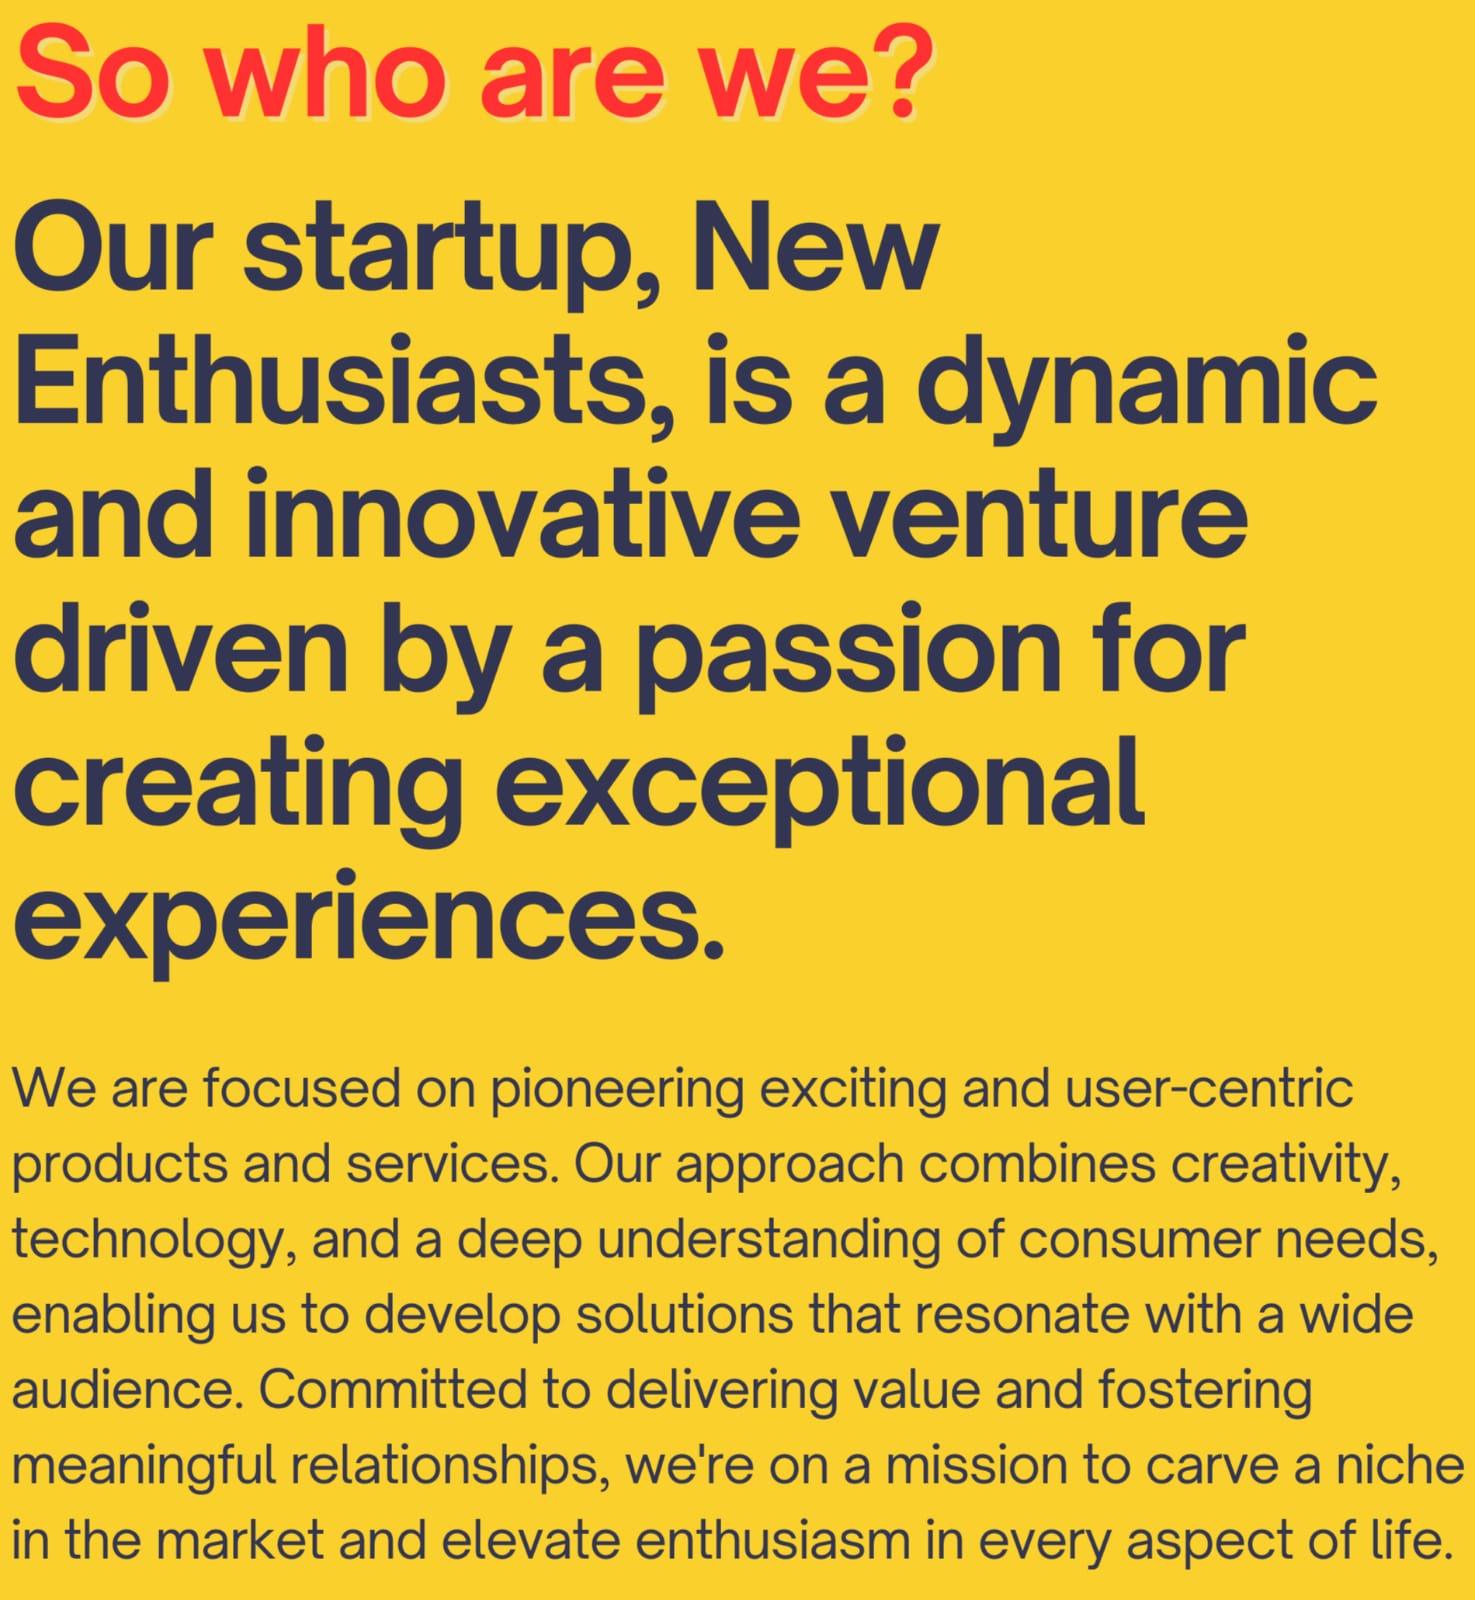 So who are we?
Our startup, New
Enthusiasts, is a dynamic
and innovative venture
driven by a passion for
creating exceptional
experiences.
We are focused on pioneering exciting and user-centric
products and services. Our approach combines creativity,
technology, and a deep understanding of consumer needs,
enabling us to develop solutions that resonate with a wide
audience. Committed to delivering value and fostering
meaningful relationships, we're on a mission to carve a niche
in the market and elevate enthusiasm in every aspect of life.